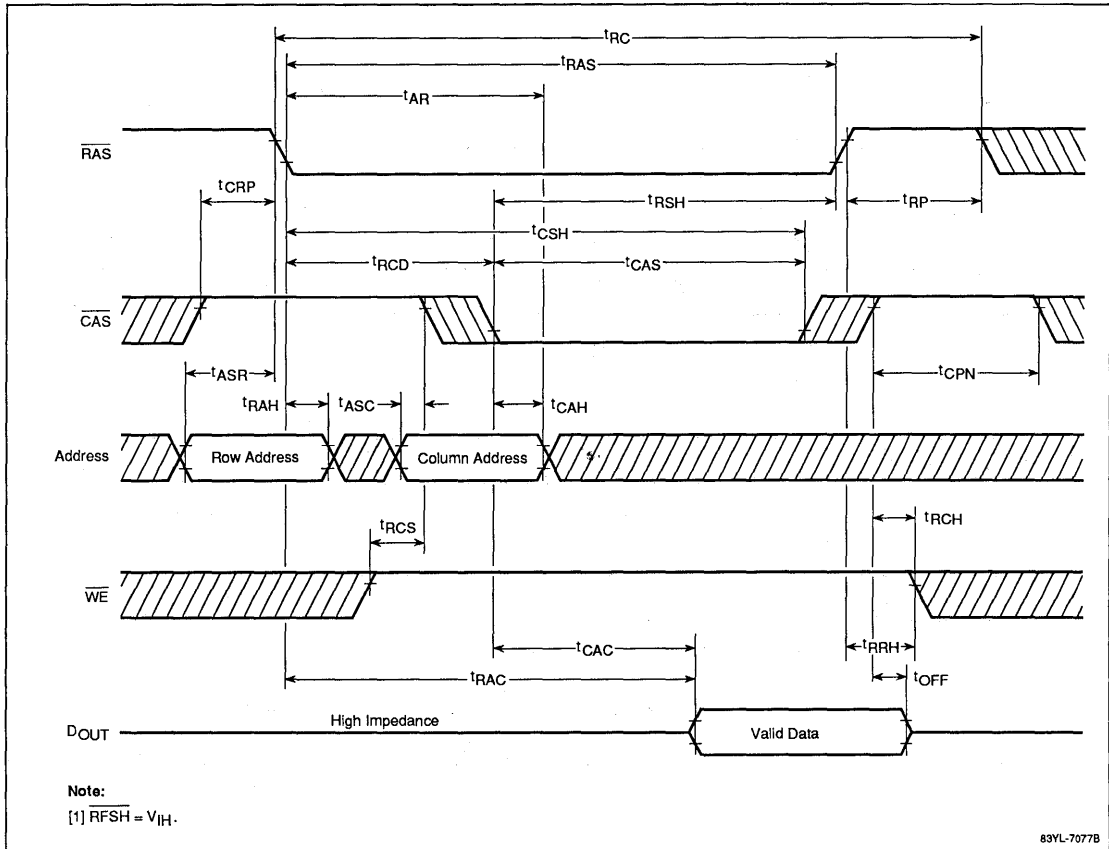 tRC
tRAS
tAR
RAS
tCRP
tRSH
tRP
tCSH
tRCD
tCAS
CAS
tASR
tCPN
tRAH
tASC
tCAH
Address
Row Address
Column Address
tRCS
tRCH
WE
tCAC
tRRH
tRAC
tOFF
High Impedance
DOUT
Valid Data
Note:
[1] RFSH = VIH.
83YL-7077B